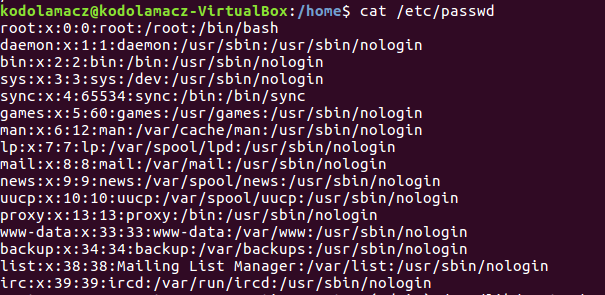 kodolamacz@kodolamacz-VirtualBox:/home$ cat /etc/passwd
root:x:0:0:root:/root:/bin/bash
daemon:x:1:1:daemon:/usr/sbin:/usr/sbin/nologin
bin:x:2:2:bin:/bin:/usr/sbin/nologin
sys:x:3:3:sys:/dev:/usr/sbin/nologin
sync:x:4:65534:sync:/bin:/bin/sync
games:x:5:60:games:/usr/games:/usr/sbin/nologin
man:x:6:12:man:/var/cache/man:/usr/sbin/nologin
lp:x:7:7:lp:/var/spool/lpd:/usr/sbin/nologin
mail:x:8:8:mail:/var/mail:/usr/sbin/nologin
news:x:9:9:news:/var/spool/news:/usr/sbin/nologin
uucp:x:10:10:uucp:/var/spool/uucp:/usr/sbin/nologin
proxy:x:13:13:proxy:/bin:/usr/sbin/nologin
www-data:x:33:33:www-data:/var/www:/usr/sbin/nologin
backup:x:34:34:backup:/var/backups:/usr/sbin/nologin
list:x:38:38:Mailing List Manager:/var/list:/usr/sbin/nologin
irc:x:39:39:ircd:/var/run/ircd:/usr/sbin/nologin